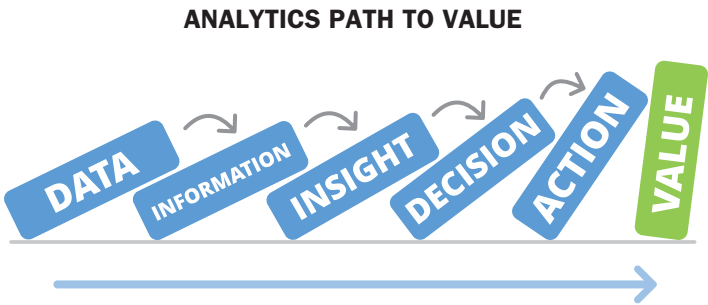 ANALYTICS PATH TO VALUE
DATA
INFORMATION
INSIGHT
DECISION
ACTION
VALUE